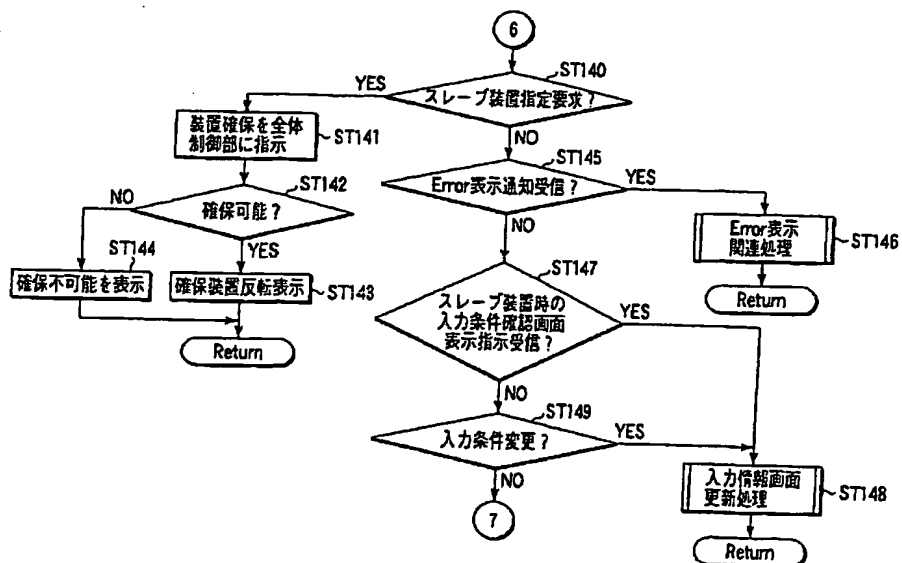 6
ST140
スレーブ装置指定要求?
YES
NO
装置確保を全体
制御部に指示
ST141
ST142
確保可能?
NO
YES
ST144
確保不可能を表示
確保装置反転表示
ST143
Return
ST145
Error表示通知受信?
YES
NO
Error表示
関連処理
ST146
Return
ST147
スレーブ装置時の
入力条件確認画面
表示指示受信?
YES
NO
ST149
入力条件変更?
YES
NO
7
入力情報画面
更新処理
ST148
Return